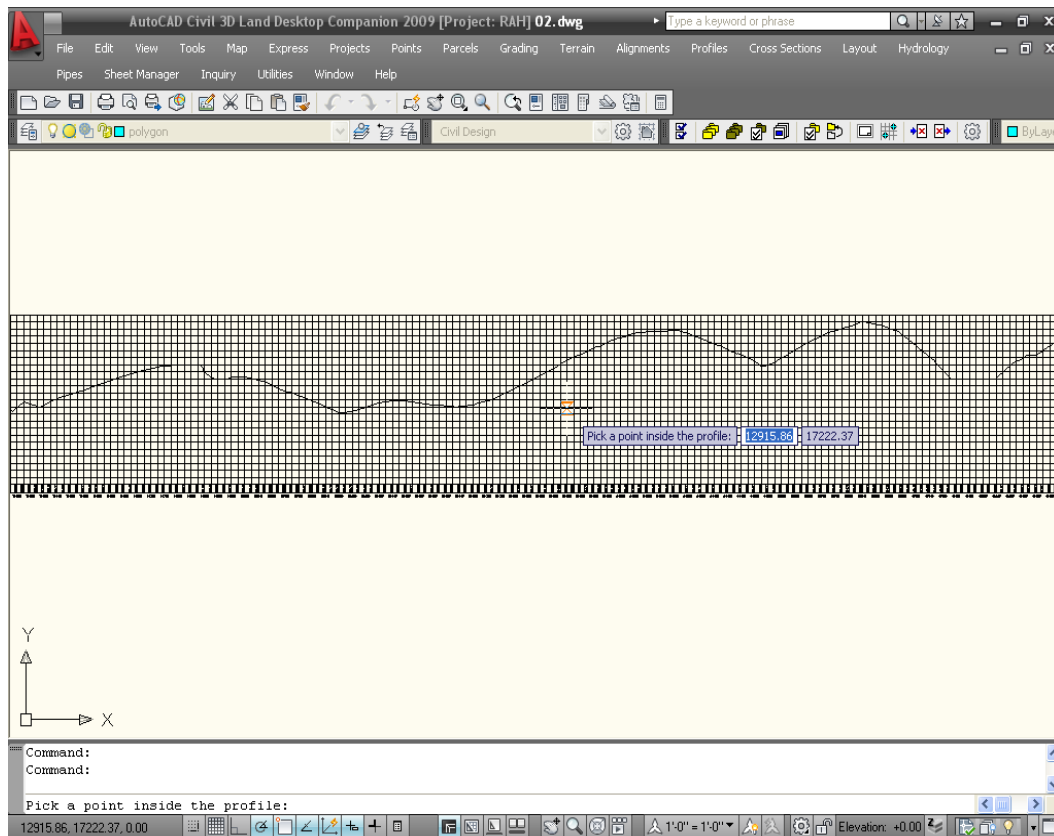 AutoCAD Civil 3D Land Desktop Companion 2009 [Project: RAH] 02.dwg Type a keyword or phrase
File Edit View Tools Map Express Projects Points Parcels Grading Terrain Alignments Profiles Cross Sections Layout Hydrology
Pipes Sheet Manager Inquiry Utilities Window Help
polygon Civil Design ByLaye
Pick a point inside the profile: 12915.86 17222.37
Y
X
Command:
Command:
Pick a point inside the profile:
12915.86, 17222.37, 0.00 1'-0" = 1'-0" Elevation: +0.00